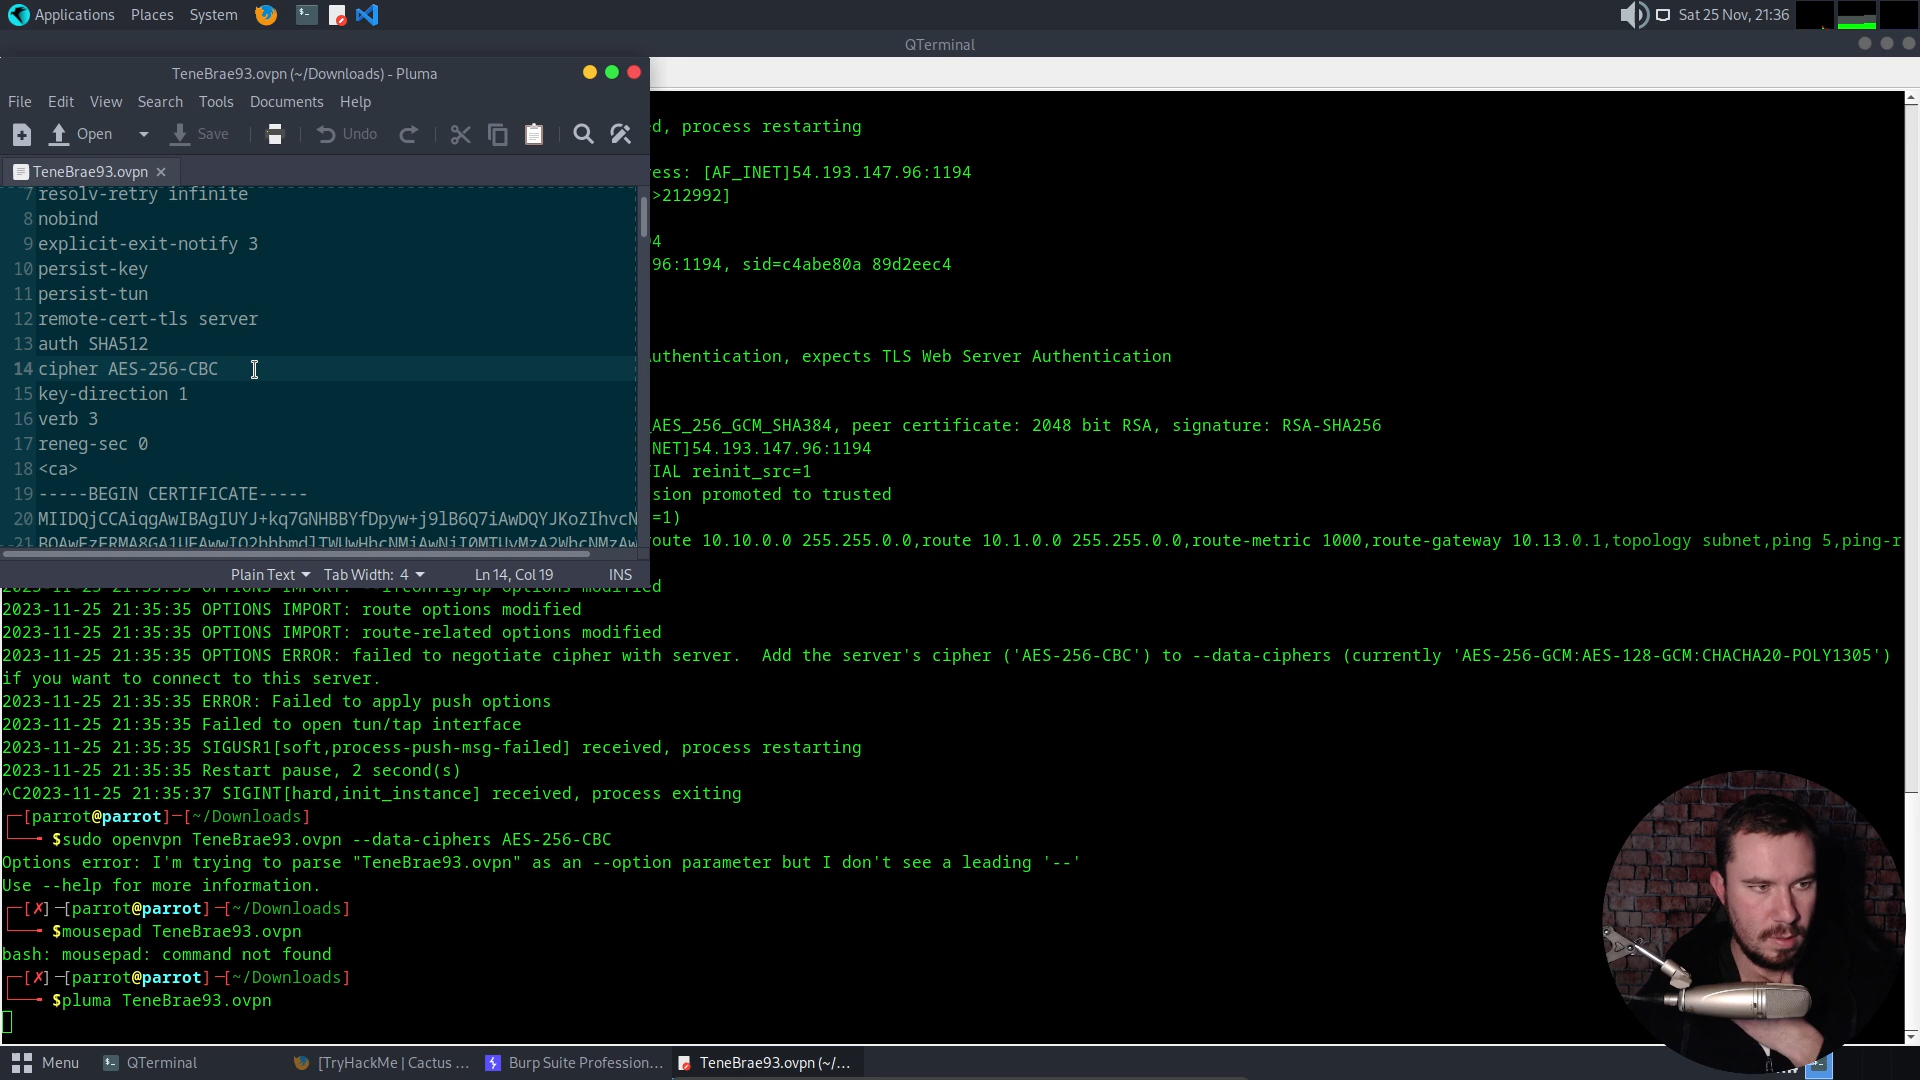 Applications Places System
Sat 25 Nov, 21:36
QTerminal
TeneBrae93.ovpn (~/Downloads) - Pluma
File Edit View Search Tools Documents Help
Open Save Undo
TeneBrae93.ovpn
7 resolv-retry infinite
8 nobind
9 explicit-exit-notify 3
10 persist-key
11 persist-tun
12 remote-cert-tls server
13 auth SHA512
14 cipher AES-256-CBC
15 key-direction 1
16 verb 3
17 reneg-sec 0
18 <ca>
19 -----BEGIN CERTIFICATE-----
20 MIIDQjCCAiqgAwIBAgIUYJ+kq7GNHBBYfDpyw+j9lB6Q7iAwDQYJKoZIhvcN
21
Plain Text Tab Width: 4 Ln 14, Col 19 INS
d, process restarting
ess: [AF_INET]54.193.147.96:1194
>212992]
4
96:1194, sid=c4abe80a 89d2eec4
uthentication, expects TLS Web Server Authentication
AES_256_GCM_SHA384, peer certificate: 2048 bit RSA, signature: RSA-SHA256
NET]54.193.147.96:1194
IAL reinit_src=1
sion promoted to trusted
=1)
oute 10.10.0.0 255.255.0.0,route 10.1.0.0 255.255.0.0,route-metric 1000,route-gateway 10.13.0.1,topology subnet,ping 5,ping-r
2023-11-25 21:35:35 OPTIONS IMPORT: --ifconfig/up options modified
2023-11-25 21:35:35 OPTIONS IMPORT: route options modified
2023-11-25 21:35:35 OPTIONS IMPORT: route-related options modified
2023-11-25 21:35:35 OPTIONS ERROR: failed to negotiate cipher with server.  Add the server's cipher ('AES-256-CBC') to --data-ciphers (currently 'AES-256-GCM:AES-128-GCM:CHACHA20-POLY1305')
if you want to connect to this server.
2023-11-25 21:35:35 ERROR: Failed to apply push options
2023-11-25 21:35:35 Failed to open tun/tap interface
2023-11-25 21:35:35 SIGUSR1[soft,process-push-msg-failed] received, process restarting
2023-11-25 21:35:35 Restart pause, 2 second(s)
^C2023-11-25 21:35:37 SIGINT[hard,init_instance] received, process exiting
[parrot@parrot]─[~/Downloads]
$sudo openvpn TeneBrae93.ovpn --data-ciphers AES-256-CBC
Options error: I'm trying to parse "TeneBrae93.ovpn" as an --option parameter but I don't see a leading '--'
Use --help for more information.
[✗]─[parrot@parrot]─[~/Downloads]
$mousepad TeneBrae93.ovpn
bash: mousepad: command not found
[✗]─[parrot@parrot]─[~/Downloads]
$pluma TeneBrae93.ovpn
Menu QTerminal [TryHackMe | Cactus ... Burp Suite Profession... TeneBrae93.ovpn (~/...